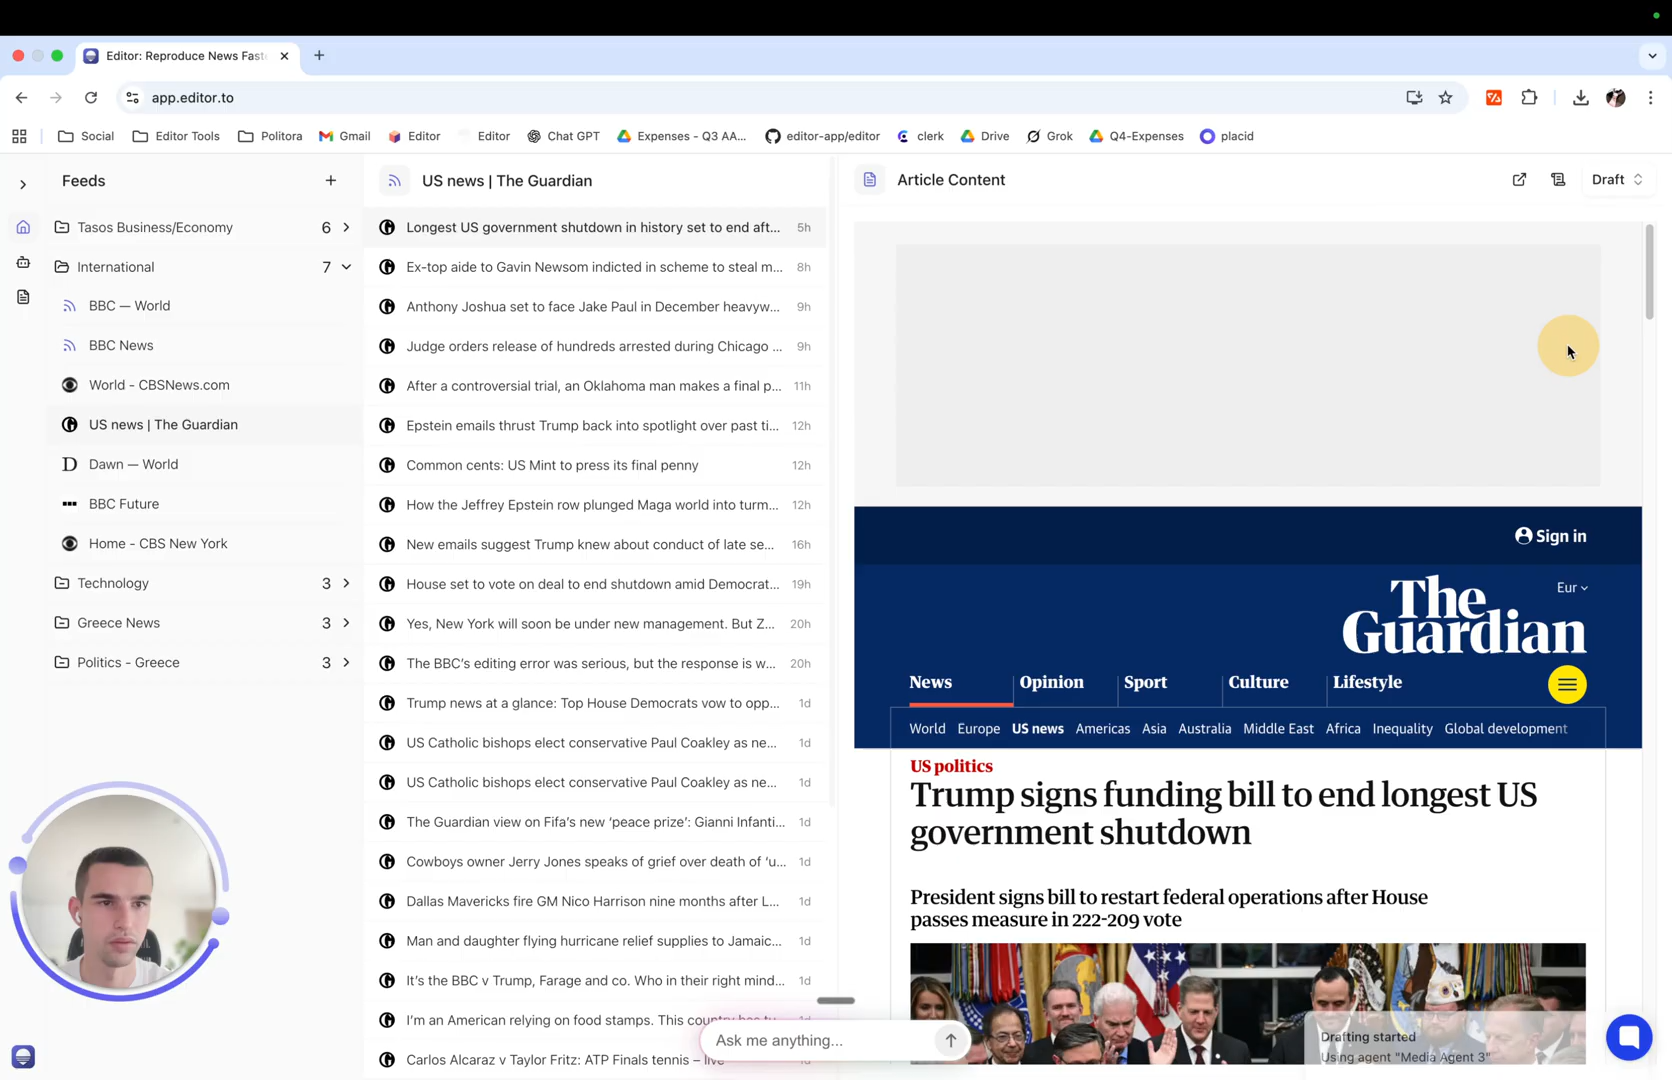 Editor: Reproduce News Fast
app.editor.to
Social
Editor Tools
Politora
Gmail
Editor
Editor
Chat GPT
Expenses - Q3 AA...
editor-app/editor
clerk
Drive
Grok
Q4-Expenses
placid
Feeds
Tasos Business/Economy 6
International 7
BBC — World
BBC News
World - CBSNews.com
US news | The Guardian
Dawn — World
BBC Future
Home - CBS New York
Technology 3
Greece News 3
Politics - Greece 3
US news | The Guardian
Longest US government shutdown in history set to end aft... 5h
Ex-top aide to Gavin Newsom indicted in scheme to steal m... 8h
Anthony Joshua set to face Jake Paul in December heavyw... 9h
Judge orders release of hundreds arrested during Chicago ... 9h
After a controversial trial, an Oklahoma man makes a final p... 11h
Epstein emails thrust Trump back into spotlight over past ti... 12h
Common cents: US Mint to press its final penny 12h
How the Jeffrey Epstein row plunged Maga world into turm... 12h
New emails suggest Trump knew about conduct of late se... 16h
House set to vote on deal to end shutdown amid Democrat... 19h
Yes, New York will soon be under new management. But Z... 20h
The BBC's editing error was serious, but the response is w... 20h
Trump news at a glance: Top House Democrats vow to opp... 1d
US Catholic bishops elect conservative Paul Coakley as ne... 1d
US Catholic bishops elect conservative Paul Coakley as ne... 1d
The Guardian view on Fifa's new 'peace prize': Gianni Infanti... 1d
Cowboys owner Jerry Jones speaks of grief over death of 'u... 1d
Dallas Mavericks fire GM Nico Harrison nine months after L... 1d
Man and daughter flying hurricane relief supplies to Jamaic... 1d
It's the BBC v Trump, Farage and co. Who in their right mind... 1d
I'm an American relying on food stamps. This
Carlos Alcaraz v Taylor Fritz: ATP Finals tennis – live
Ask me anything...
Article Content
Draft
Sign in
Eur
The
Guardian
News Opinion Sport Culture Lifestyle
World Europe US news Americas Asia Australia Middle East Africa Inequality Global development
US politics
Trump signs funding bill to end longest US
government shutdown
President signs bill to restart federal operations after House
passes measure in 222-209 vote
Drafting started
Using agent "Media Agent 3"